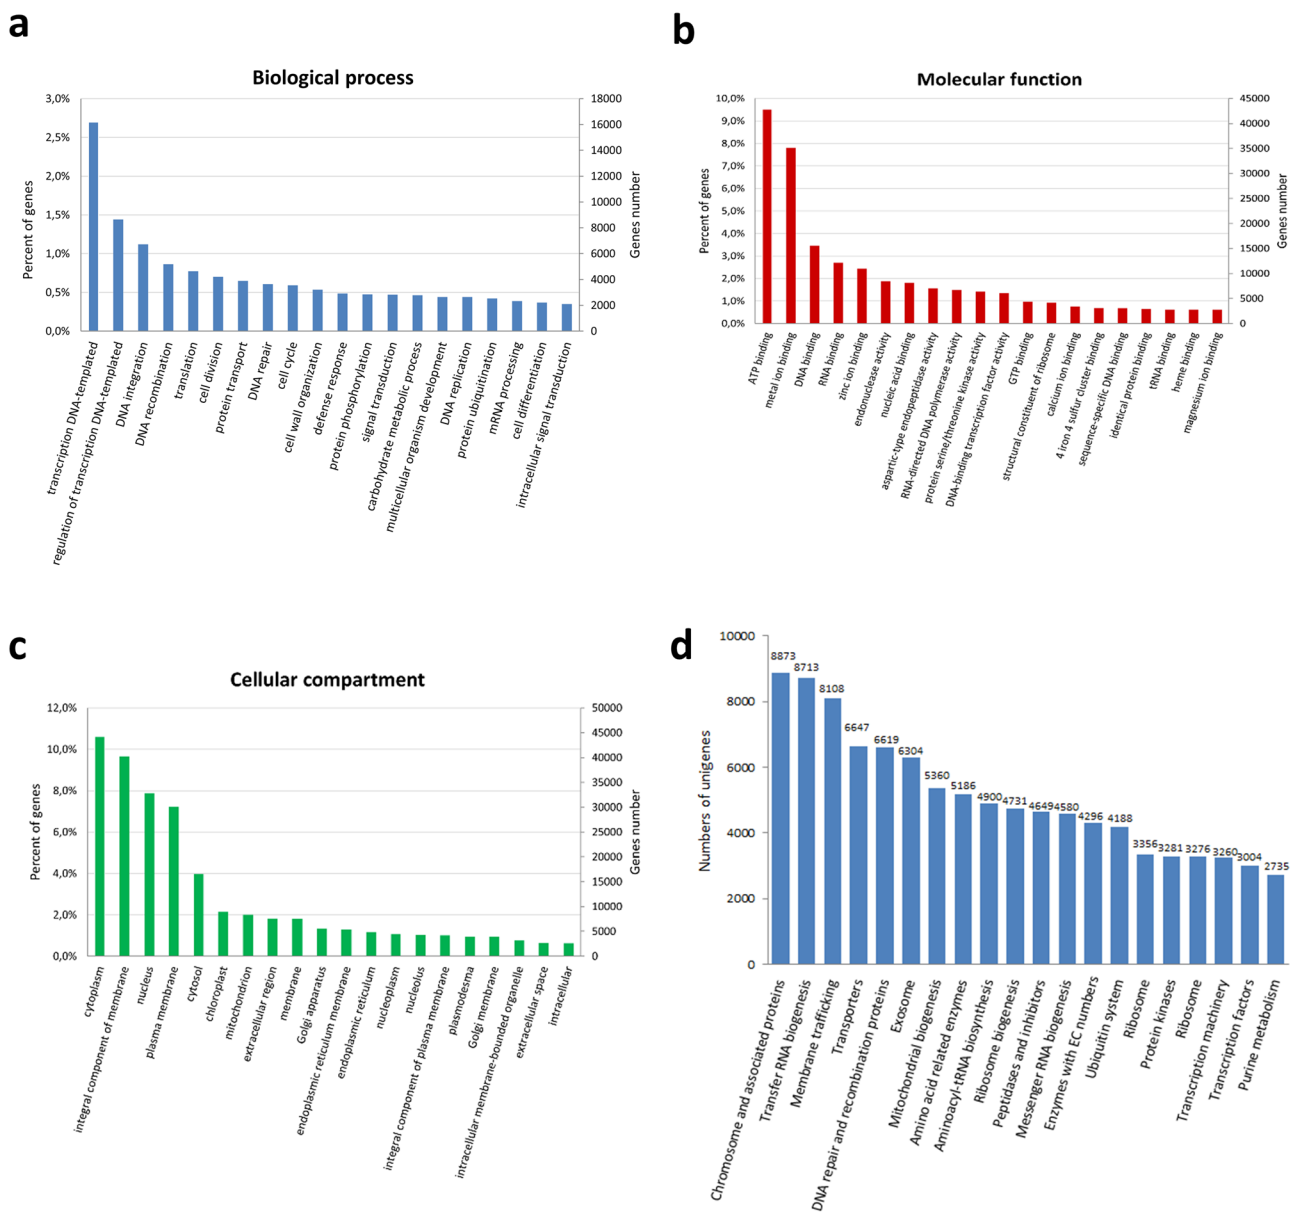 a
Biological process
3,0%
2,5%
2,0%
1,5%
1,0%
0,5%
0,0%
Percent of genes
18000
16000
14000
12000
10000
8000
6000
4000
2000
0
Genes number
transcription DNA-templated
regulation of transcription DNA-templated
DNA integration
DNA recombination
translation
cell division
protein transport
DNA repair
cell cycle
cell wall organization
defense response
protein phosphorylation
signal transduction
carbohydrate metabolic process
multicellular organism development
DNA replication
protein ubiquitination
mRNA processing
cell differentiation
intracellular signal transduction
b
Molecular function
10,0%
9,0%
8,0%
7,0%
6,0%
5,0%
4,0%
3,0%
2,0%
1,0%
0,0%
Percent of genes
45000
40000
35000
30000
25000
20000
15000
10000
5000
0
Genes number
ATP binding
metal ion binding
DNA binding
RNA binding
zinc ion binding
endonuclease activity
nucleic acid binding
aspartic-type endopeptidase activity
RNA-directed DNA polymerase activity
protein serine/threonine kinase activity
DNA-binding transcription factor activity
GTP binding
structural constituent of ribosome
calcium ion binding
4 iron 4 sulfur cluster binding
sequence-specific DNA binding
identical protein binding
tRNA binding
heme binding
magnesium ion binding
c
Cellular compartment
12,0%
10,0%
8,0%
6,0%
4,0%
2,0%
0,0%
Percent of genes
50000
45000
40000
35000
30000
25000
20000
15000
10000
5000
0
Genes number
cytoplasm
integral component of membrane
nucleus
plasma membrane
cytosol
chloroplast
mitochondrion
extracellular region
membrane
Golgi apparatus
endoplasmic reticulum membrane
endoplasmic reticulum
nucleoplasm
nucleolus
integral component of plasma membrane
plasmodesma
Golgi membrane
intracellular membrane-bounded organelle
extracellular space
intracellular
d
10000
8000
6000
4000
2000
0
Numbers of unigenes
8873
8713
8108
6647
6619
6304
5360
5186
4900
4731
4649
4580
4296
4188
3356
3281
3276
3260
3004
2735
Chromosome and associated proteins
Transfer RNA biogenesis
Membrane trafficking
Transporters
DNA repair and recombination proteins
Exosome
Mitochondrial biogenesis
Amino acid related enzymes
Aminoacyl-tRNA biosynthesis
Ribosome biogenesis
Peptidases and inhibitors
Messenger RNA biogenesis
Enzymes with EC numbers
Ubiquitin system
Ribosome
Protein kinases
Ribosome
Transcription machinery
Transcription factors
Purine metabolism